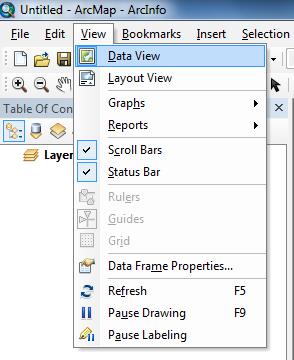 Untitled - ArcMap - ArcInfo
File Edit View Bookmarks Insert Selection
Data View
Layout View
Graphs
Reports
Scroll Bars
Status Bar
Rulers
Guides
Grid
Data Frame Properties...
Refresh F5
Pause Drawing F9
Pause Labeling
Table Of Con
Layer